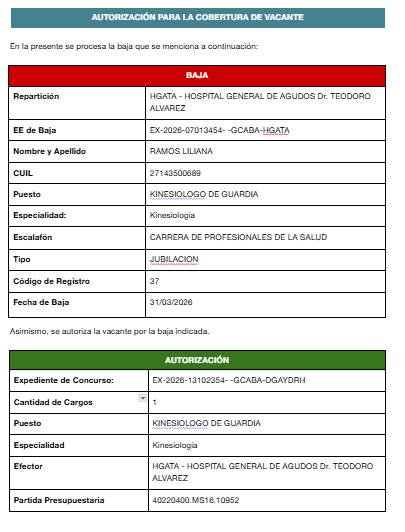 AUTORIZACIÓN PARA LA COBERTURA DE VACANTE
En la presente se procesa la baja que se menciona a continuación:
BAJA
Repartición HGATA - HOSPITAL GENERAL DE AGUDOS Dr. TEODORO
ALVAREZ
EE de Baja EX-2026-07013454- -GCABA-HGATA
Nombre y Apellido RAMOS LILIANA
CUIL 27143500689
Puesto KINESIOLOGO DE GUARDIA
Especialidad: Kinesiología
Escalafón CARRERA DE PROFESIONALES DE LA SALUD
Tipo JUBILACION
Código de Registro 37
Fecha de Baja 31/03/2026
Asimismo, se autoriza la vacante por la baja indicada.
AUTORIZACIÓN
Expediente de Concurso: EX-2026-13102354- -GCABA-DGAYDRH
Cantidad de Cargos 1
Puesto KINESIOLOGO DE GUARDIA
Especialidad Kinesiología
Efector HGATA - HOSPITAL GENERAL DE AGUDOS Dr. TEODORO
ALVAREZ
Partida Presupuestaria 40220400.MS16.10952